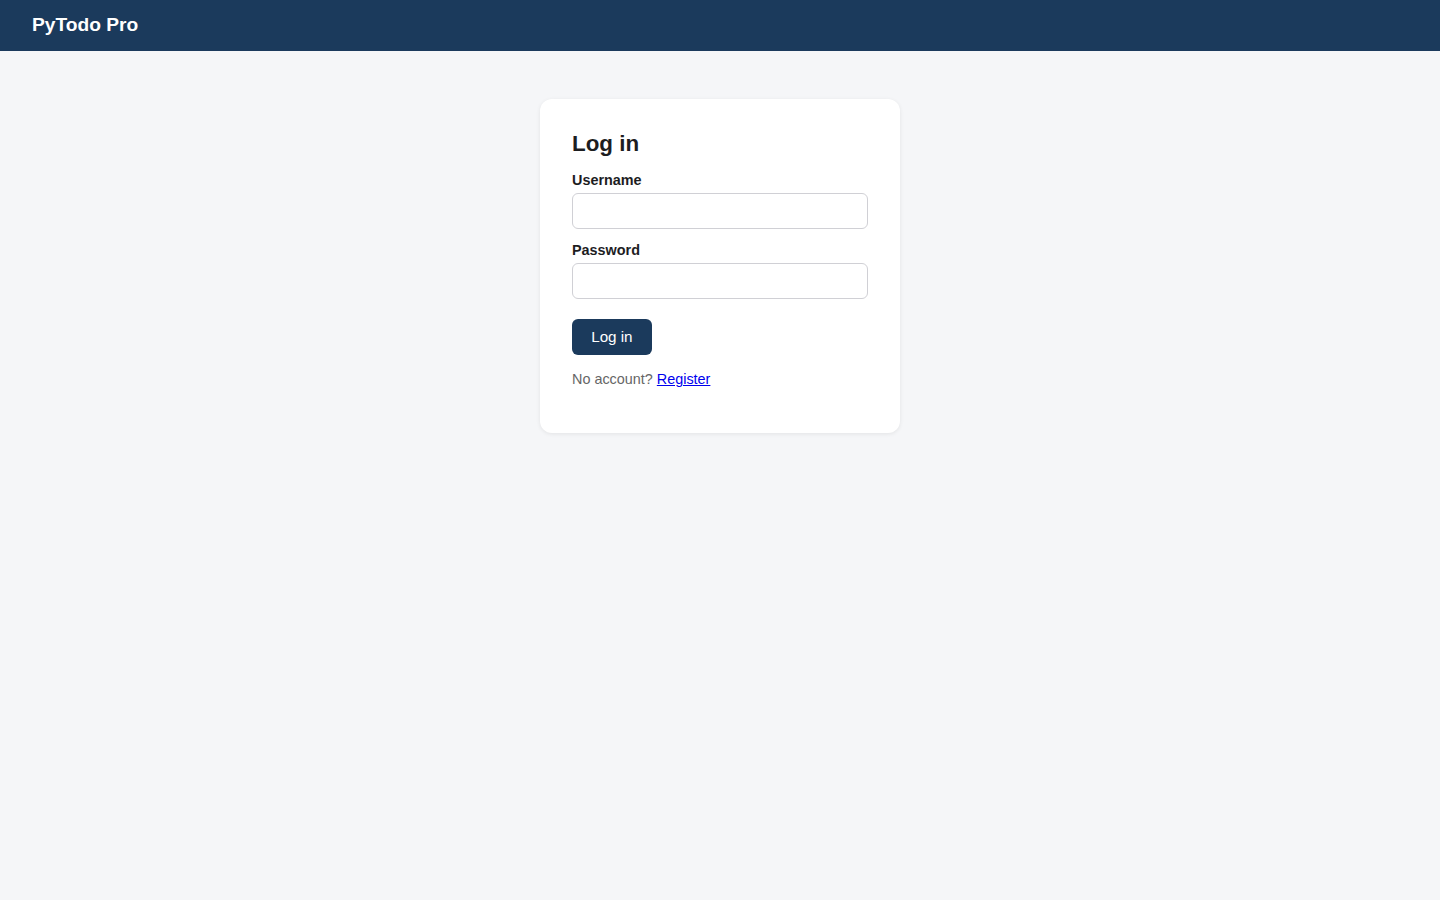 PyTodo Pro
Log in
Username
Password
Log in
No account? Register